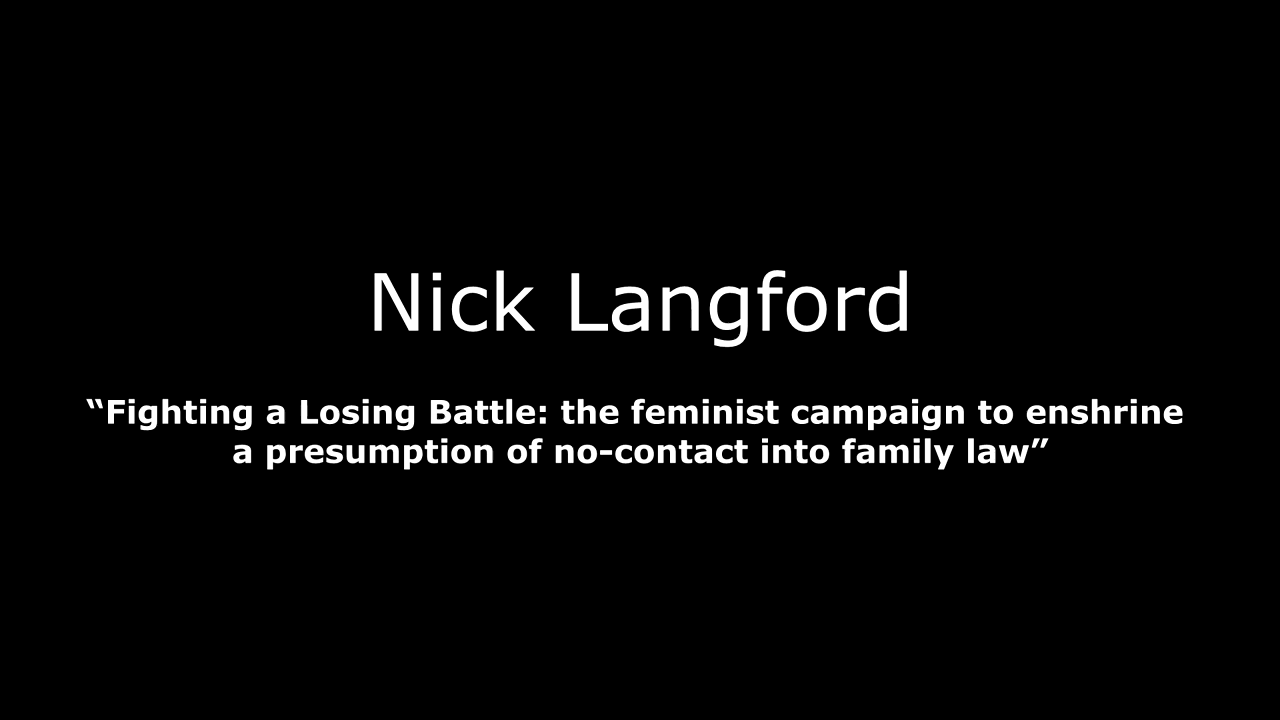 Nick Langford
“Fighting a Losing Battle: the feminist campaign to enshrine
a presumption of no-contact into family law”